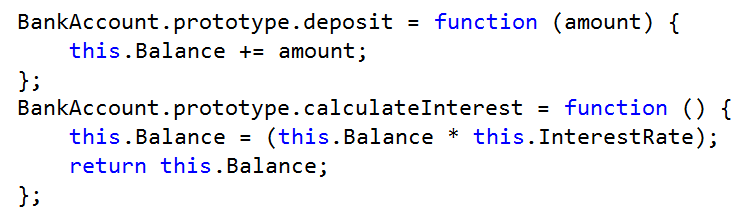 BankAccount.prototype.deposit = function (amount) {
    this.Balance += amount;
};
BankAccount.prototype.calculateInterest = function () {
    this.Balance = (this.Balance * this.InterestRate);
    return this.Balance;
};